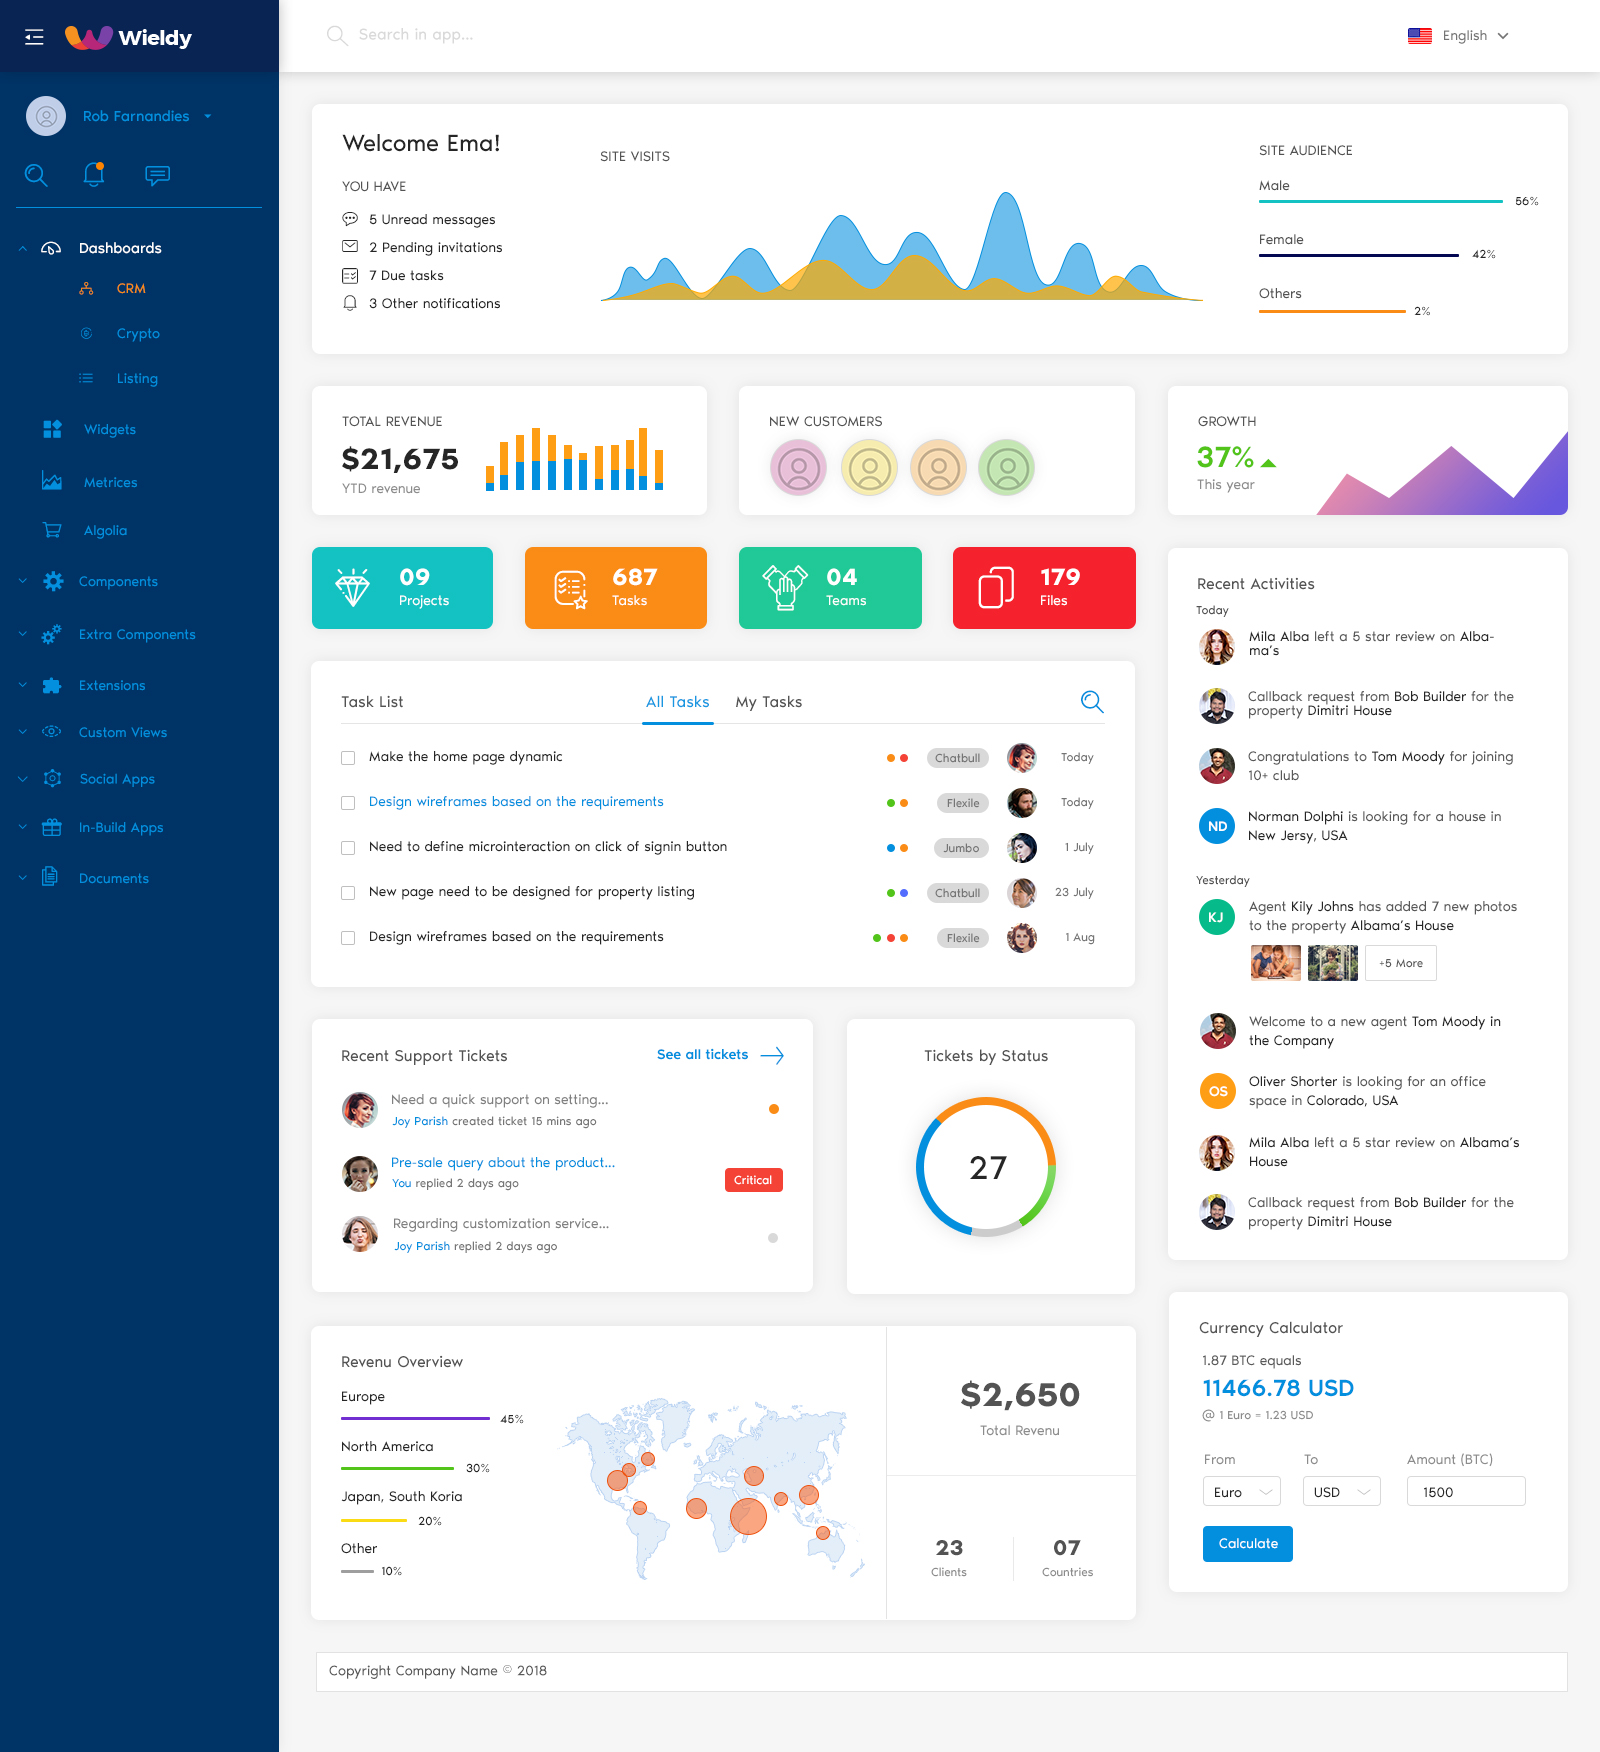 Wieldy
Search in app...
English
Rob Farnandies
Dashboards
CRM
Crypto
Listing
Widgets
Metrices
Algolia
Components
Extra Components
Extensions
Custom Views
Social Apps
In-Build Apps
Documents
Welcome Ema!
YOU HAVE
5 Unread messages
2 Pending invitations
7 Due tasks
3 Other notifications
SITE VISITS
SITE AUDIENCE
Male
56%
Female
42%
Others
2%
TOTAL REVENUE
$21,675
YTD revenue
NEW CUSTOMERS
GROWTH
37%
This year
09
Projects
687
Tasks
04
Teams
179
Files
Task List
All Tasks
My Tasks
Make the home page dynamic
Chatbull
Today
Design wireframes based on the requirements
Flexile
Today
Need to define microinteraction on click of signin button
Jumbo
1 July
New page need to be designed for property listing
Chatbull
23 July
Design wireframes based on the requirements
Flexile
1 Aug
Recent Activities
Today
Mila Alba left a 5 star review on Alba-
ma's
Callback request from Bob Builder for the
property Dimitri House
Congratulations to Tom Moody for joining
10+ club
ND
Norman Dolphi is looking for a house in
New Jersy, USA
Yesterday
KJ
Agent Kily Johns has added 7 new photos
to the property Albama's House
+5 More
Welcome to a new agent Tom Moody in
the Company
OS
Oliver Shorter is looking for an office
space in Colorado, USA
Mila Alba left a 5 star review on Albama's
House
Callback request from Bob Builder for the
property Dimitri House
Recent Support Tickets
See all tickets
Need a quick support on setting...
Joy Parish created ticket 15 mins ago
Pre-sale query about the product...
You replied 2 days ago
Critical
Regarding customization service...
Joy Parish replied 2 days ago
Tickets by Status
27
Revenu Overview
Europe
45%
North America
30%
Japan, South Koria
20%
Other
10%
$2,650
Total Revenu
23
Clients
07
Countries
Currency Calculator
1.87 BTC equals
11466.78 USD
@ 1 Euro = 1.23 USD
From
To
Amount (BTC)
Euro
USD
1500
Calculate
Copyright Company Name © 2018